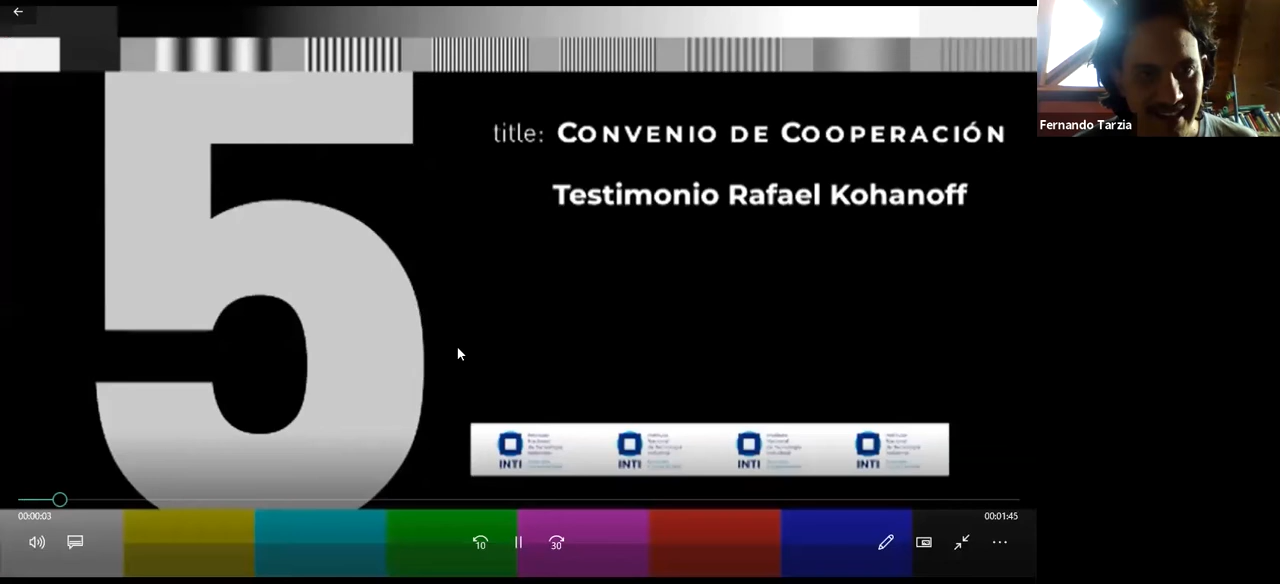 5
title: CONVENIO DE COOPERACIÓN
Testimonio Rafael Kohanoff
Fernando Tarzia
INTI
INTI
INTI
INTI
00:00:03
00:01:45
10
30